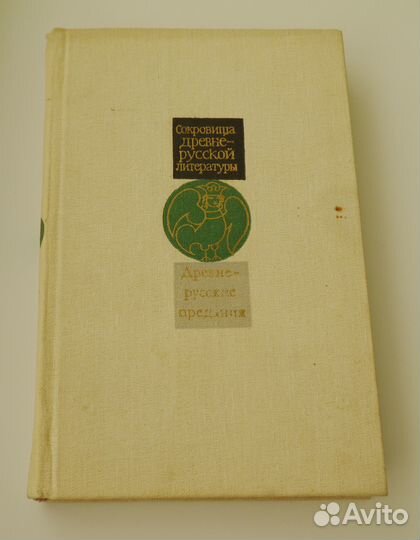 Сокровища
древне-
русской
литературы
Древне-
русские
предания
Avito